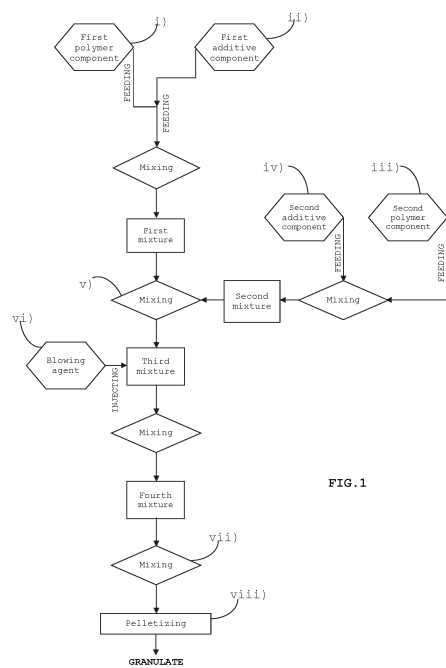 i)
ii)
First
polymer
component
First
additive
component
FEEDING
FEEDING
Mixing
iv)
iii)
First
mixture
Second
additive
component
Second
polymer
component
FEEDING
FEEDING
v)
Mixing
Second
mixture
Mixing
vi)
Blowing
agent
INJECTING
Third
mixture
Mixing
FIG.1
Fourth
mixture
vii)
Mixing
viii)
Pelletizing
GRANULATE